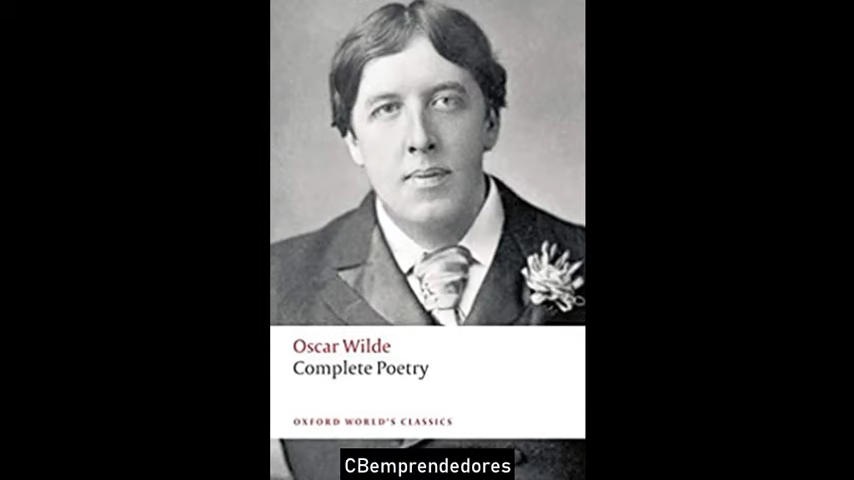 Oscar Wilde
Complete Poetry
OXFORD WORLD'S CLASSICS
CBemprendedores